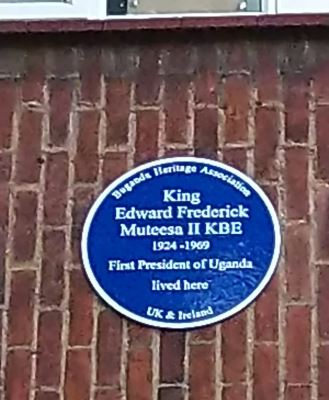 Buganda Heritage Association
King
Edward Frederick
Muteesa II KBE
1924 -1969
First President of Uganda
lived here
UK & Ireland